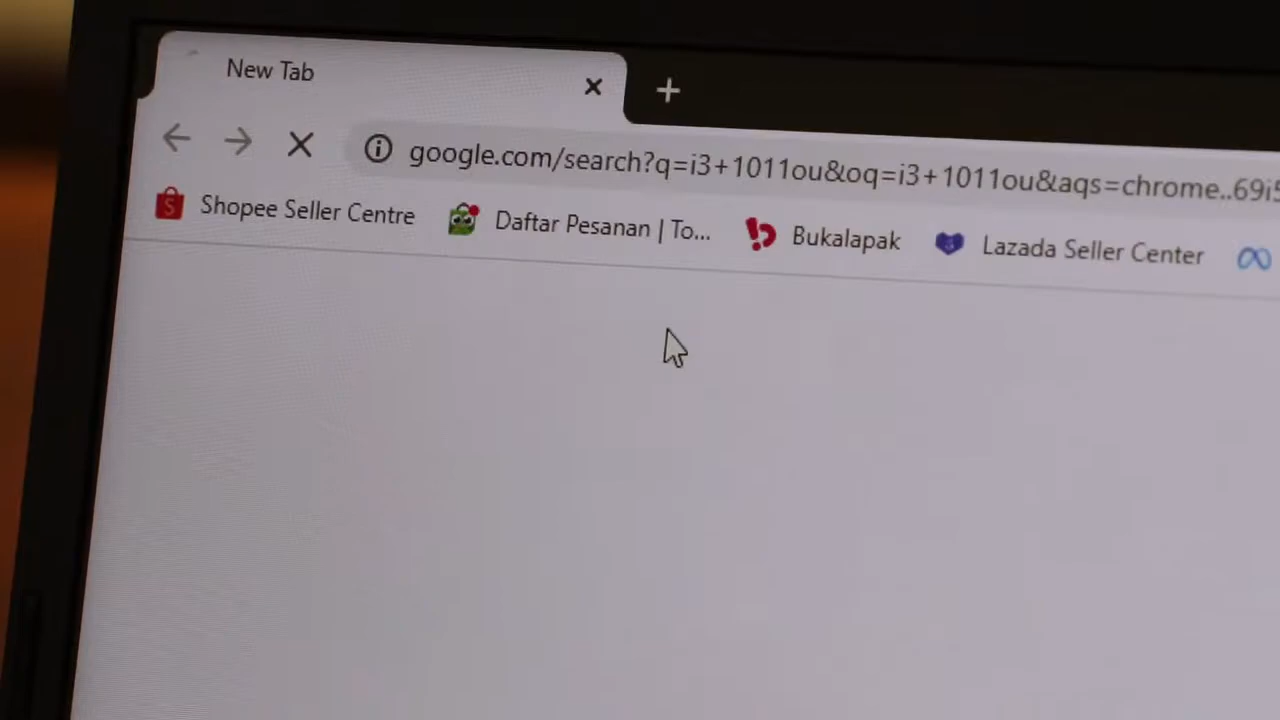 New Tab
google.com/search?q=i3+1011ou&oq=i3+1011ou&aqs=chrome..69i5
Shopee Seller Centre Daftar Pesanan | To... Bukalapak Lazada Seller Center